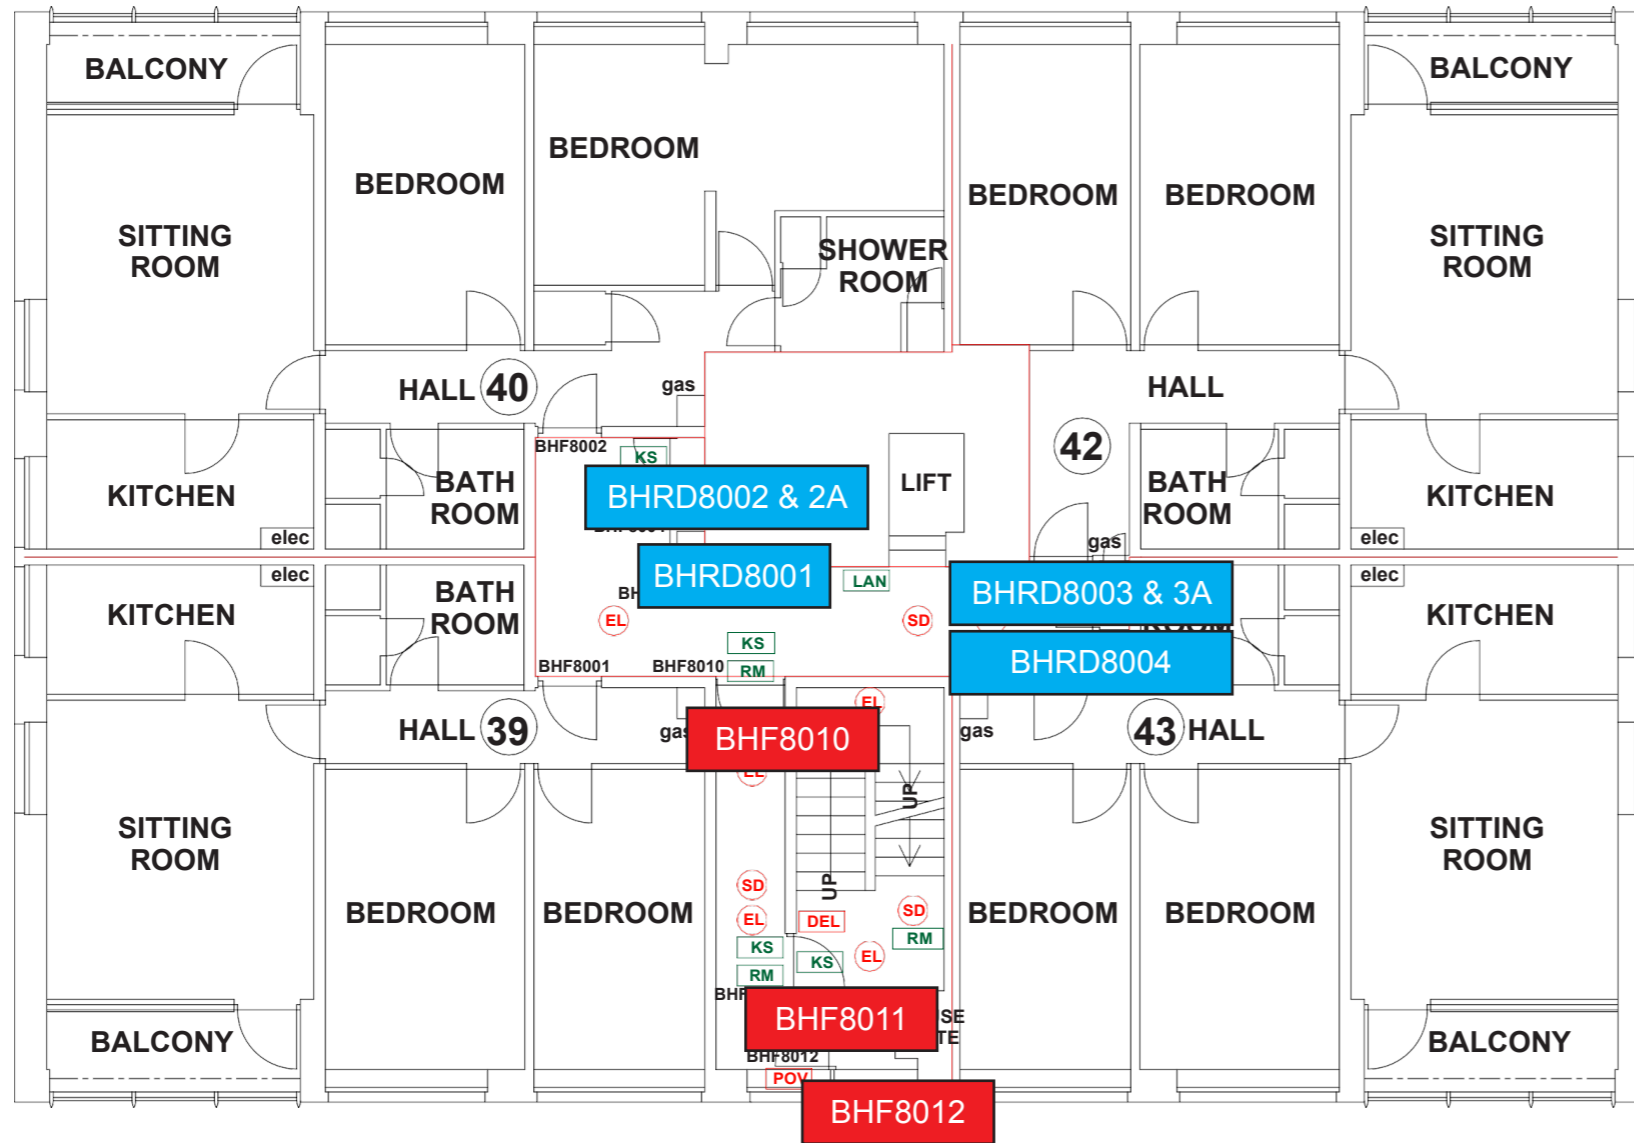 BALCONY
BALCONY
BEDROOM
BEDROOM
BEDROOM
BEDROOM
SITTING
ROOM
SHOWER
ROOM
SITTING
ROOM
HALL
40
gas
HALL
BHF8002
KS
42
KITCHEN
BATH
ROOM
BHRD8002 & 2A
LIFT
BATH
ROOM
KITCHEN
elec
gas
elec
elec
BHRD8001
LAN
BHRD8003 & 3A
elec
KITCHEN
BATH
ROOM
EL
SD
ROOM
KITCHEN
KS
BHRD8004
BHF8001
BHF8010
RM
EL
HALL
39
gas
BHF8010
gas
43
HALL
EL
UP
SITTING
ROOM
SITTING
ROOM
SD
UP
BEDROOM
BEDROOM
EL
DEL
SD
BEDROOM
BEDROOM
KS
RM
KS
EL
RM
BHF8011
BALCONY
BHF8012
BALCONY
POV
BHF8012